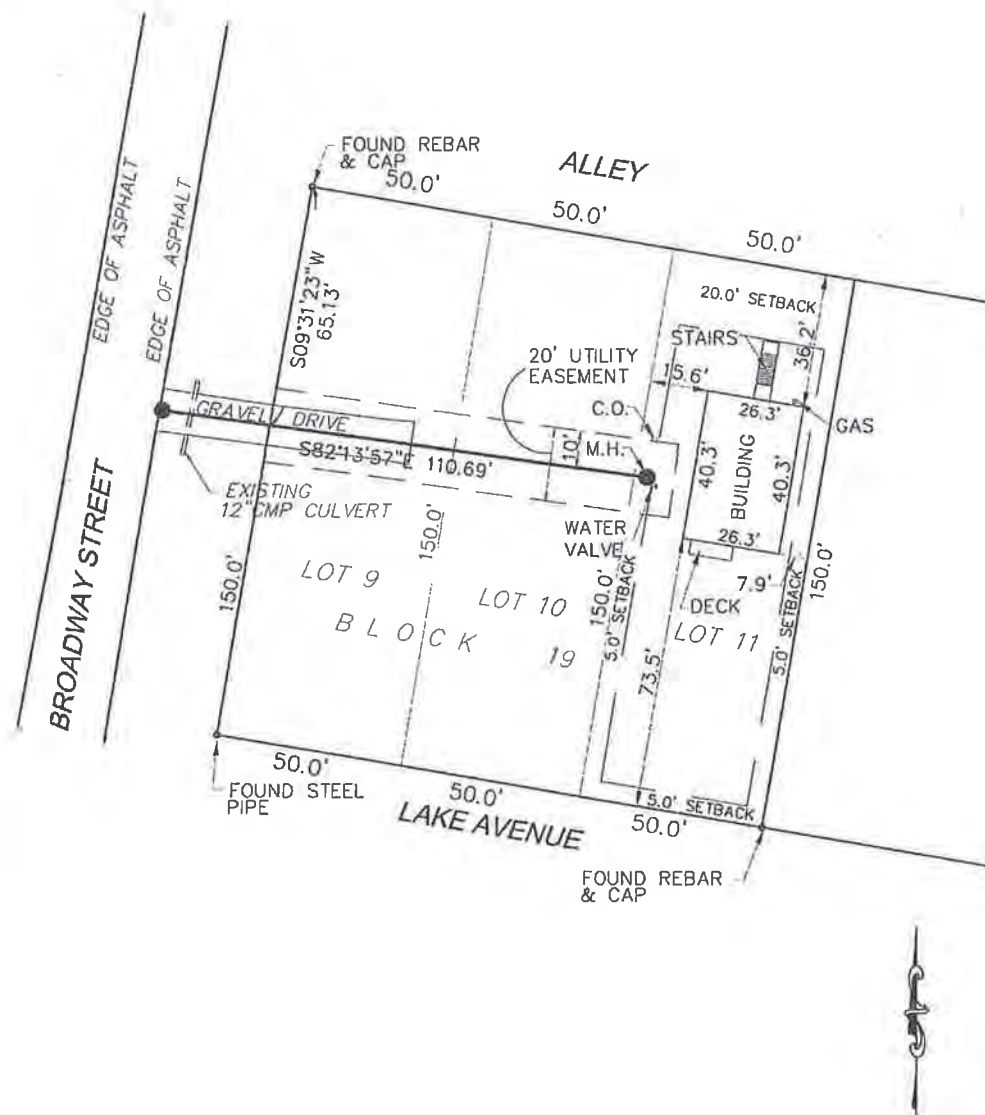 FOUND REBAR
& CAP
ALLEY
50.0'
50.0'
50.0'
EDGE OF ASPHALT
EDGE OF ASPHALT
S09°31'23"W
65.13'
20.0' SETBACK
STAIRS
36.2'
20' UTILITY
EASEMENT
15.6'
C.O.
26.3'
GAS
GRAVEL DRIVE
10'
M.H.
40.3'
BUILDING
40.3'
S82°13'57"E 110.69'
EXISTING
12"CMP CULVERT
WATER
VALVE
26.3'
150.0'
7.9'
DECK
LOT 9
LOT 10
LOT 11
BLOCK
19
150.0'
150.0'
5.0' SETBACK
73.5'
5.0' SETBACK
150.0'
BROADWAY STREET
50.0'
50.0'
5.0' SETBACK
50.0'
FOUND STEEL
PIPE
LAKE AVENUE
FOUND REBAR
& CAP